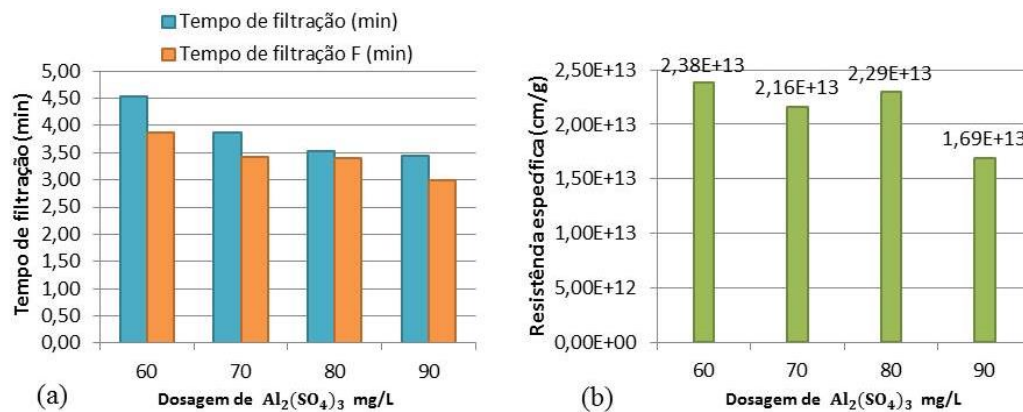 Tempo de filtração (min)
Tempo de filtração F (min)
Tempo de filtração (min)
5,00
4,50
4,00
3,50
3,00
2,50
2,00
1,50
1,00
0,50
0,00
60 70 80 90
(a)
Dosagem de Al₂(SO₄)₃ mg/L
Resistência espedfica (cm/g)
2,50E+13
2,00E+13
1,50E+13
1,00E+13
5,00E+12
0,00E+00
2,38E+13
2,16E+13
2,29E+13
1,69E+13
60 70 80 90
(b)
Dosagem de Al₂(SO₄)₃ mg/L